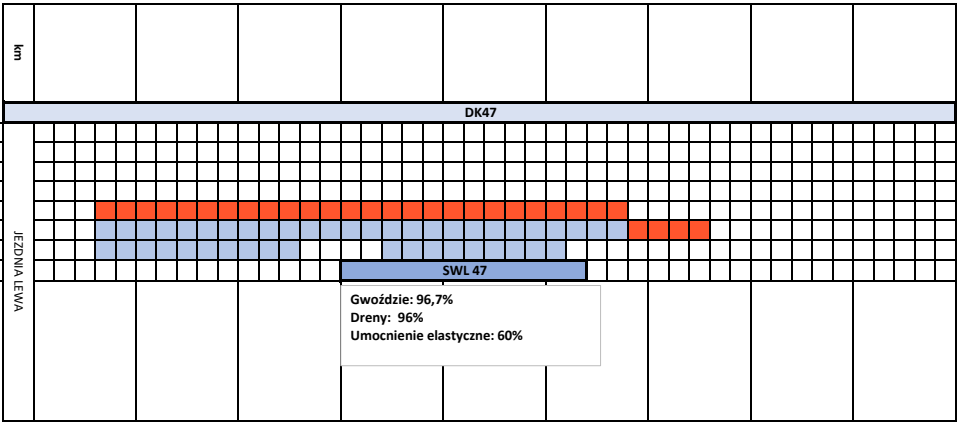 km
DK47
JEZDNIA LEWA
SWL 47
Gwoździe: 96,7%
Dreny: 96%
Umocnienie elastyczne: 60%